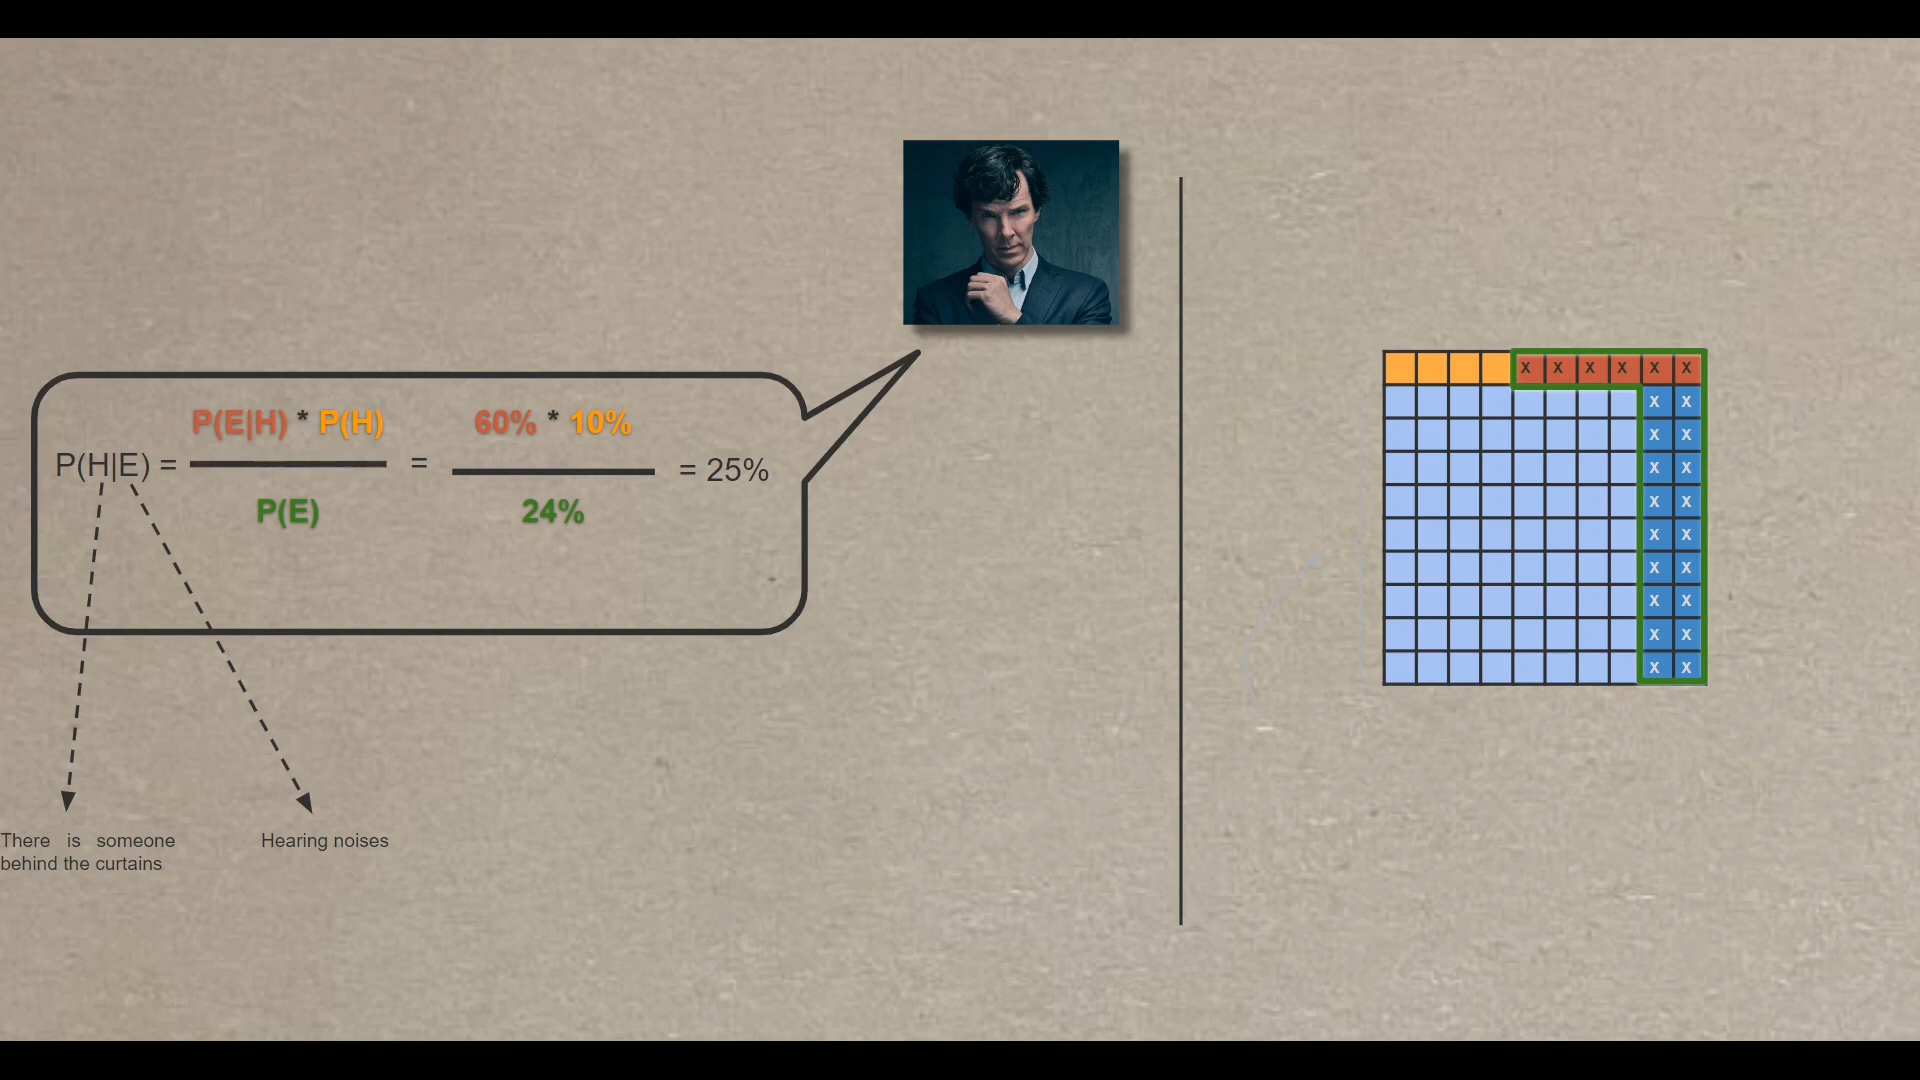 P(E|H) * P(H)
P(H|E) = =
P(E)
60% * 10%
= 25%
24%
There is someone
behind the curtains
Hearing noises
X X X X X X
X X
X X
X X
X X
X X
X X
X X
X X
X X